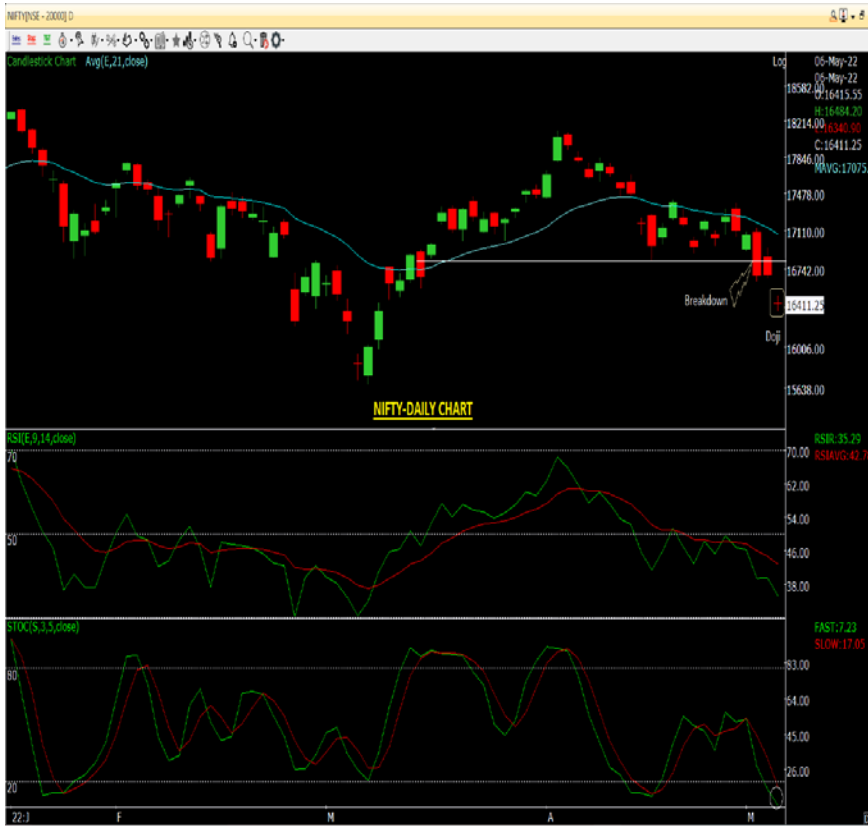 NIFTY[NSE - 20000] D
Candlestick Chart Avg(E,21,close)
Log
06-May-22
06-May-22
O:16415.55
H:16484.20
L:16340.90
C:16411.25
MAVG:17075.
18582.00
18214.00
17846.00
17478.00
17110.00
16742.00
16411.25
16006.00
15638.00
Breakdown
Doji
NIFTY-DAILY CHART
RSI(E,9,14,close)
RSIR:35.29
RSIAVG:42.7
70
50
70.00
62.00
54.00
46.00
38.00
STOC(S,3,5,close)
FAST:7.23
SLOW:17.05
80
20
83.00
64.00
45.00
26.00
22:J F M A M